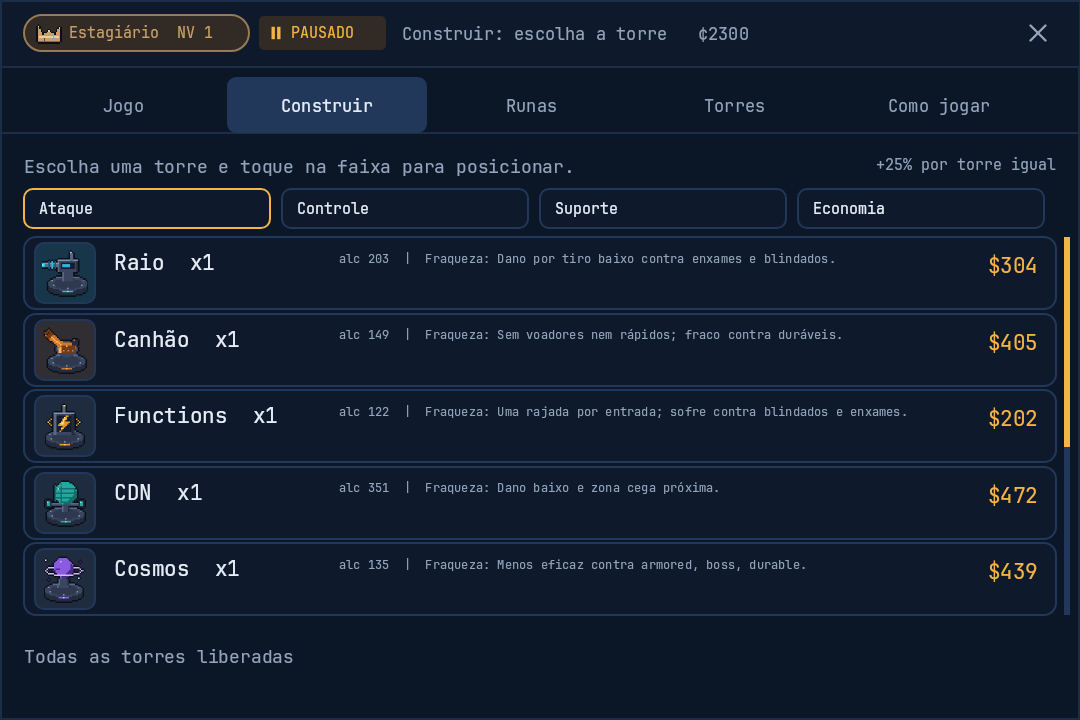 Estagiário NV 1 PAUSADO Construir: escolha a torre ₵2300
Jogo Construir Runas Torres Como jogar
Escolha uma torre e toque na faixa para posicionar. +25% por torre igual
Ataque Controle Suporte Economia
Raio x1 alc 203 | Fraqueza: Dano por tiro baixo contra enxames e blindados. $304
Canhão x1 alc 149 | Fraqueza: Sem voadores nem rápidos; fraco contra duráveis. $405
Functions x1 alc 122 | Fraqueza: Uma rajada por entrada; sofre contra blindados e enxames. $202
CDN x1 alc 351 | Fraqueza: Dano baixo e zona cega próxima. $472
Cosmos x1 alc 135 | Fraqueza: Menos eficaz contra armored, boss, durable. $439
Todas as torres liberadas